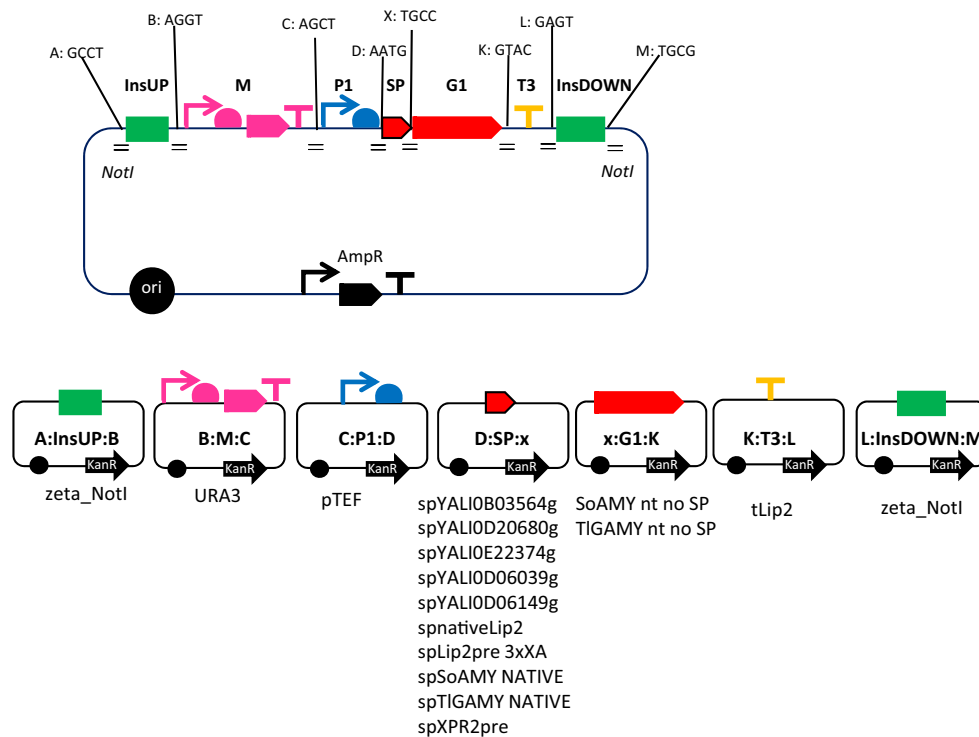 X: TGCC
B: AGGT
C: AGCT
L: GAGT
A: GCCT
D: AATG
K: GTAC
M: TGCG
InsUP
M
P1
SP
G1
T3
InsDOWN
NotI
NotI
AmpR
ori
A:InsUP:B
B:M:C
C:P1:D
D:SP:x
x:G1:K
K:T3:L
L:InsDOWN:M
KanR
KanR
KanR
KanR
KanR
KanR
KanR
zeta_NotI
URA3
pTEF
spYALI0B03564g
spYALI0D20680g
spYALI0E22374g
spYALI0D06039g
spYALI0D06149g
spnativeLip2
spLip2pre 3xXA
spSoAMY NATIVE
spTlGAMY NATIVE
spXPR2pre
SoAMY nt no SP
TlGAMY nt no SP
tLip2
zeta_NotI